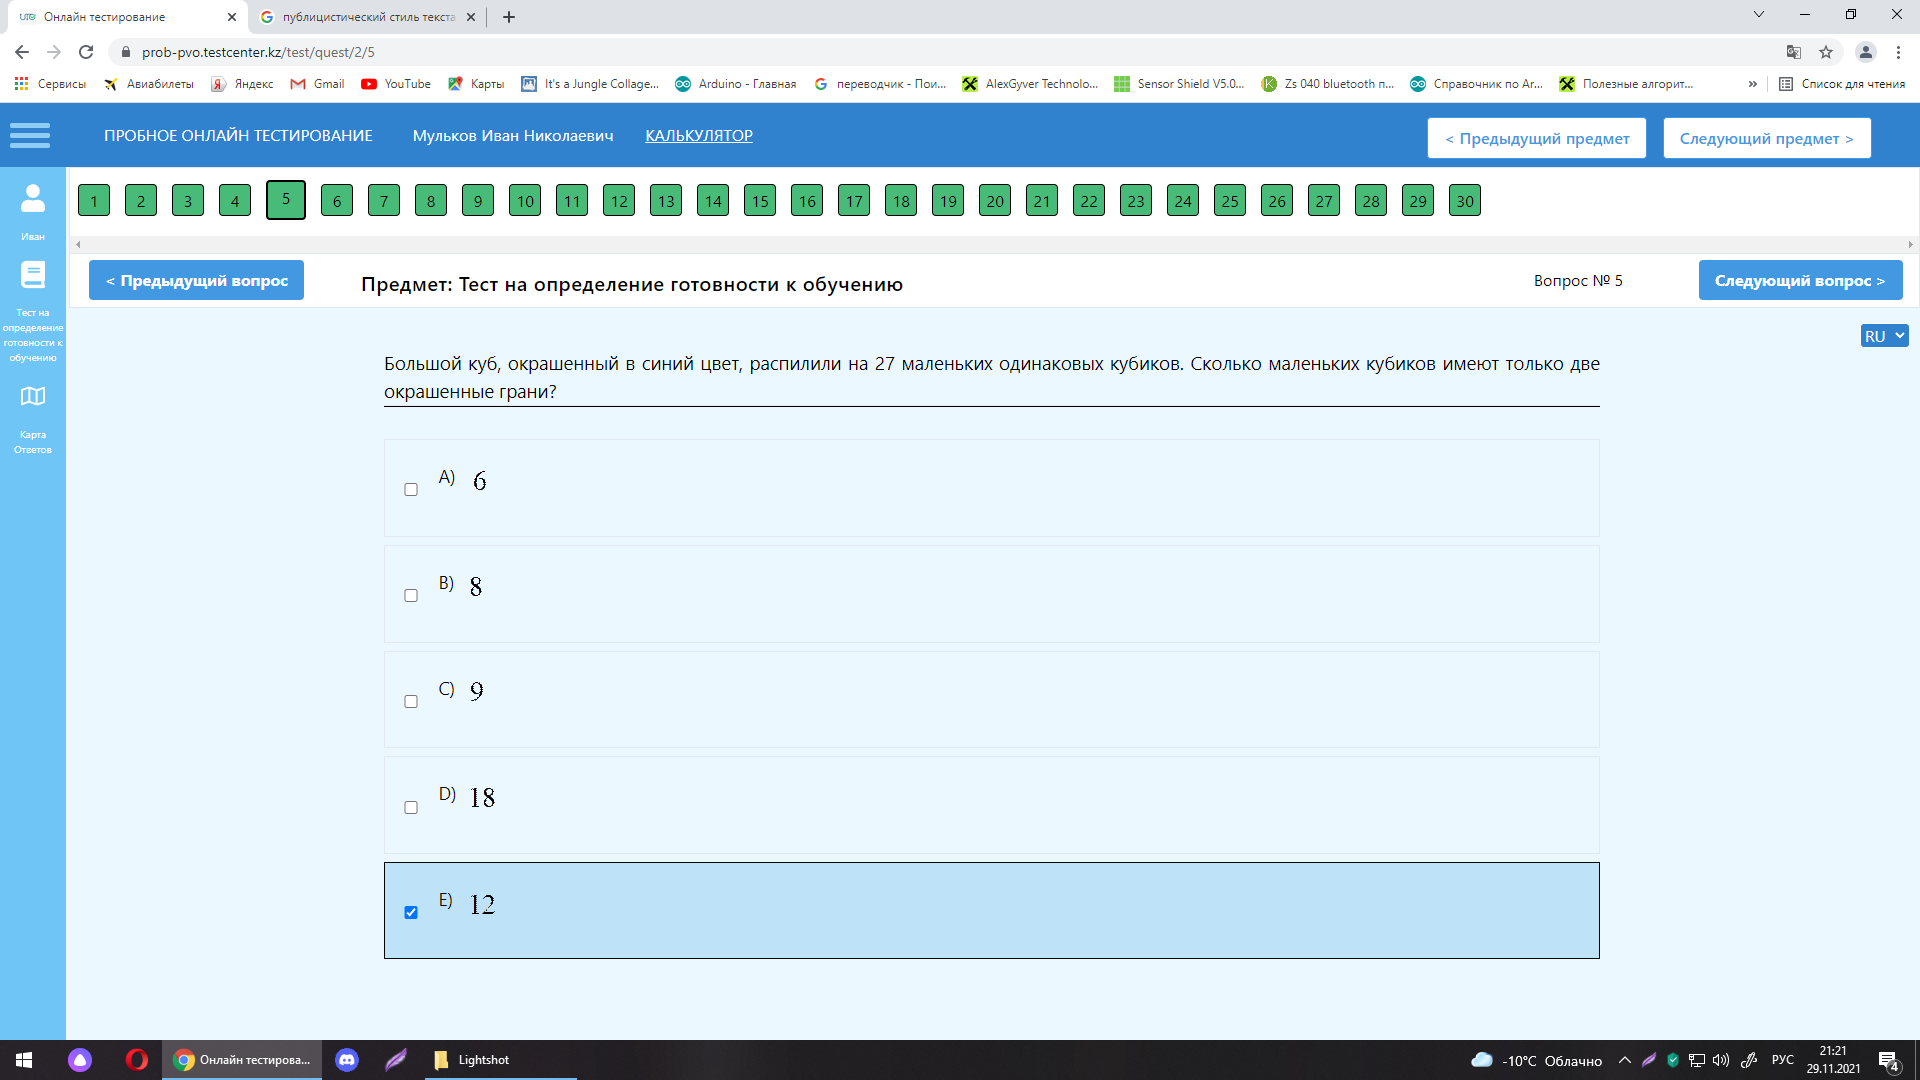 Онлайн тестирование
публицистический стиль текста
prob-pvo.testcenter.kz/test/quest/2/5
Сервисы
Авиабилеты
Яндекс
Gmail
YouTube
Карты
It's a Jungle Collage...
Arduino - Главная
переводчик - Пои...
AlexGyver Technolo...
Sensor Shield V5.0...
Zs 040 bluetooth п...
Справочник по Ar...
Полезные алгорит...
»
Список для чтения
ПРОБНОЕ ОНЛАЙН ТЕСТИРОВАНИЕ
Мульков Иван Николаевич
КАЛЬКУЛЯТОР
< Предыдущий предмет
Следующий предмет >
1 2 3 4 5 6 7 8 9 10 11 12 13 14 15 16 17 18 19 20 21 22 23 24 25 26 27 28 29 30
Иван
Тест на
определение
готовности к
обучению
Карта
Ответов
< Предыдущий вопрос
Предмет: Тест на определение готовности к обучению
Вопрос № 5
Следующий вопрос >
RU
Большой куб, окрашенный в синий цвет, распилили на 27 маленьких одинаковых кубиков. Сколько маленьких кубиков имеют только две
окрашенные грани?
A) 6
B) 8
C) 9
D) 18
E) 12
Онлайн тестирова...
Lightshot
-10°C Облачно
РУС
21:21
29.11.2021
4